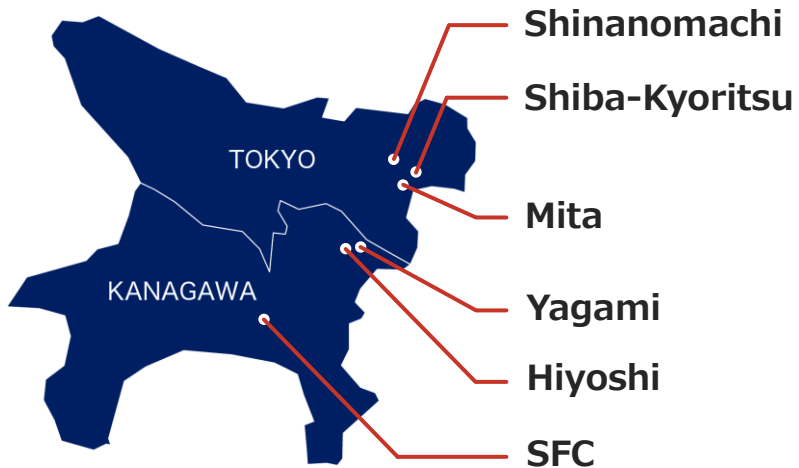 Shinanomachi
Shiba-Kyoritsu
TOKYO
Mita
KANAGAWA
Yagami
Hiyoshi
SFC